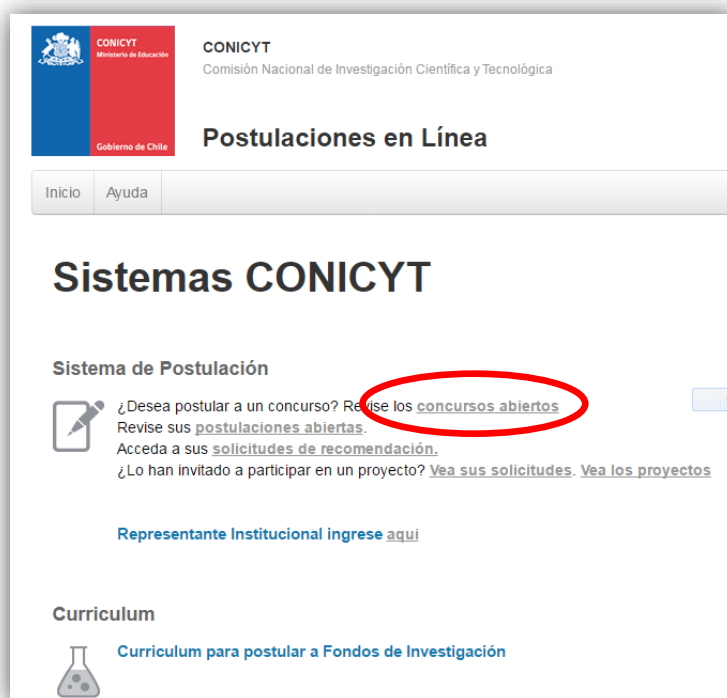 CONICYT
Ministerio de Educación
Gobierno de Chile
CONICYT
Comisión Nacional de Investigación Científica y Tecnológica
Postulaciones en Línea
Inicio Ayuda
Sistemas CONICYT
Sistema de Postulación
¿Desea postular a un concurso? Revise los concursos abiertos
Revise sus postulaciones abiertas.
Acceda a sus solicitudes de recomendación.
¿Lo han invitado a participar en un proyecto? Vea sus solicitudes. Vea los proyectos
Representante Institucional ingrese aquí
Curriculum
Curriculum para postular a Fondos de Investigación